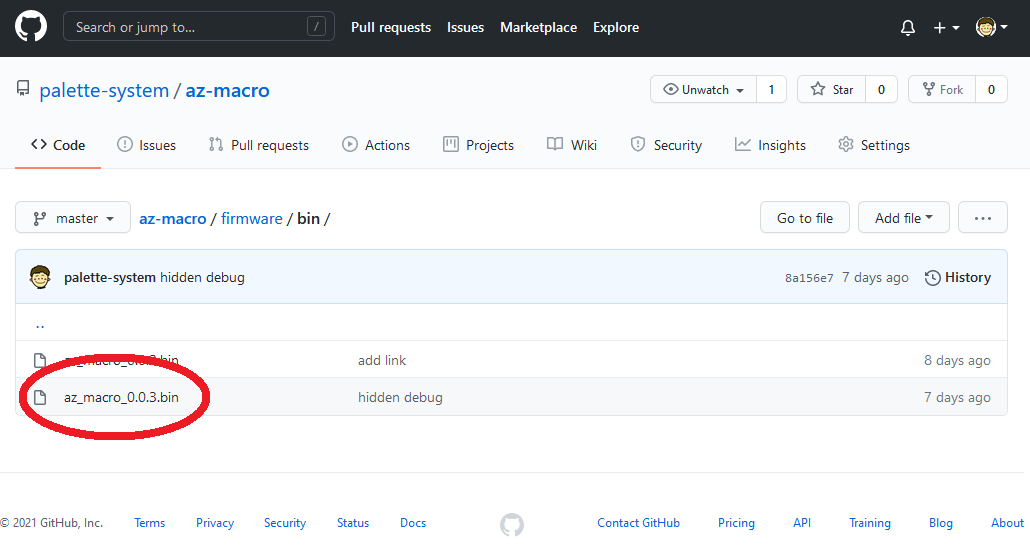 Search or jump to... / Pull requests Issues Marketplace Explore
palette-system / az-macro Unwatch 1 Star 0 Fork 0
Code Issues Pull requests Actions Projects Wiki Security Insights Settings
master az-macro / firmware / bin / Go to file Add file ...
palette-system hidden debug 8a156e7 7 days ago History
..
add link 8 days ago
az_macro_0.0.3.bin hidden debug 7 days ago
© 2021 GitHub, Inc. Terms Privacy Security Status Docs Contact GitHub Pricing API Training Blog About